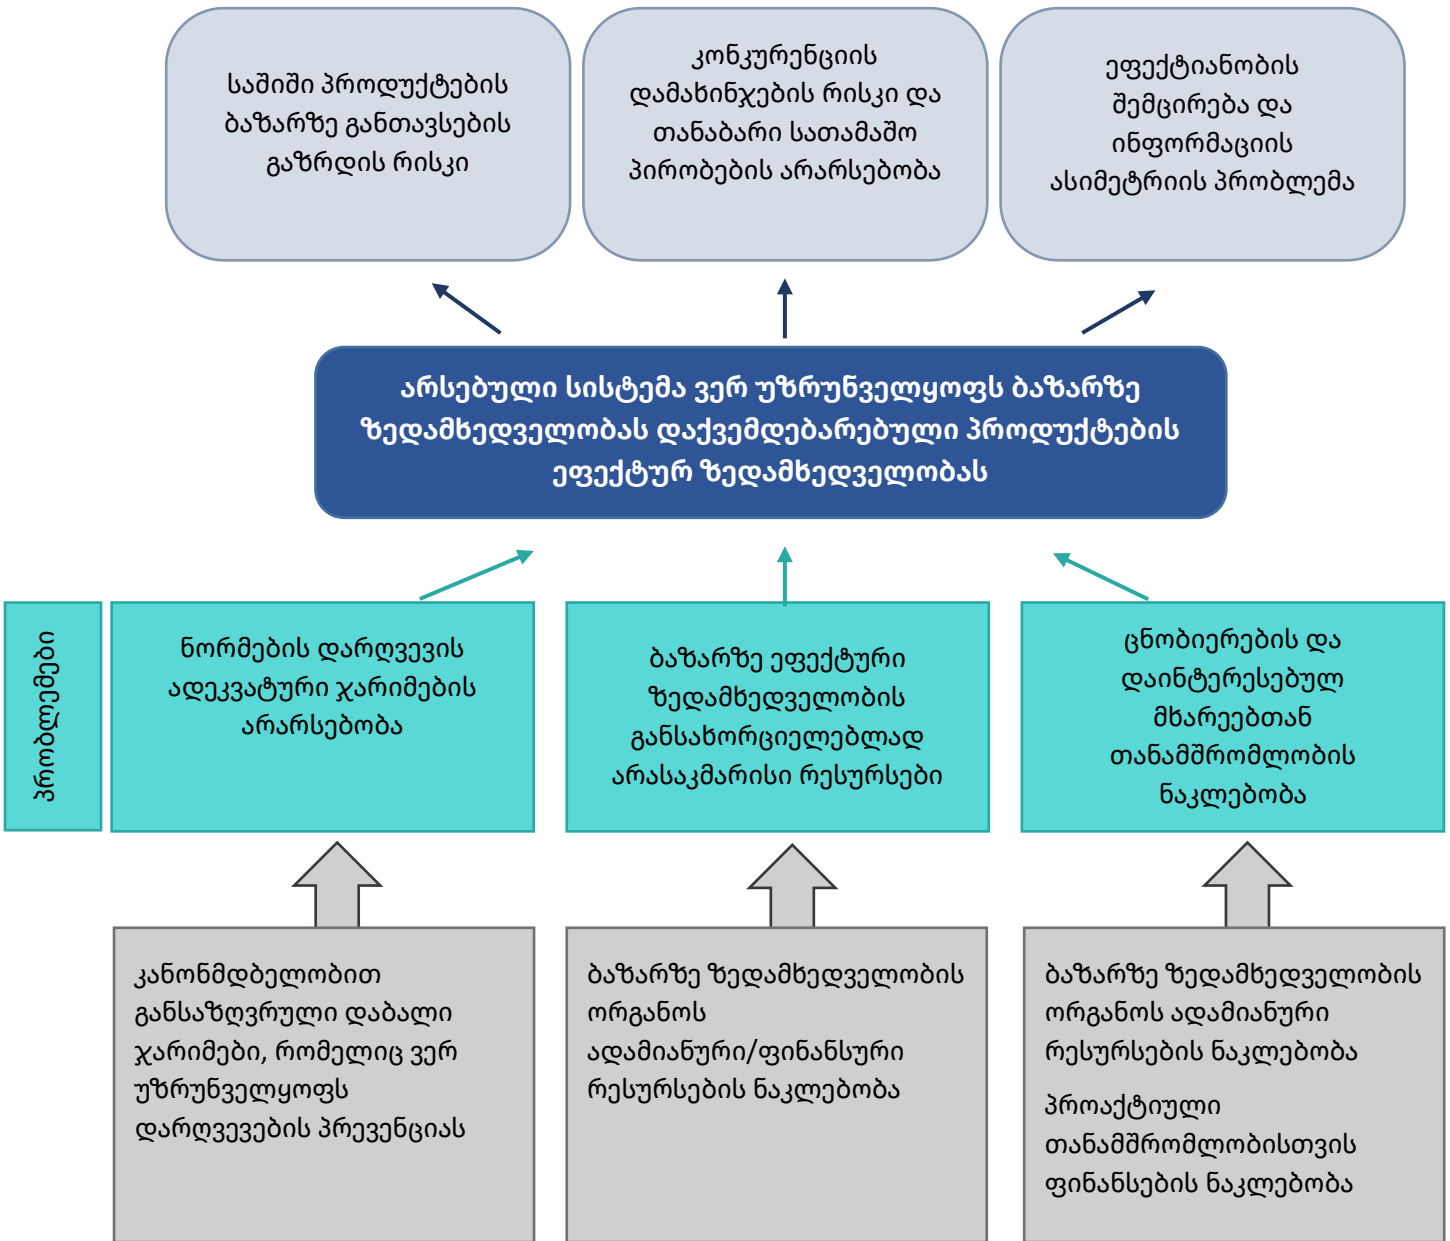 საშიში პროდუქტების
ბაზარზე განთავსების
გაზრდის რისკი
კონკურენციის
დამახინჯების რისკი და
თანაბარი სათამაშო
პირობების არარსებობა
ეფექტიანობის
შემცირება და
ინფორმაციის
ასიმეტრიის პრობლემა
არსებული სისტემა ვერ უზრუნველყოფს ბაზარზე
ზედამხედველობას დაქვემდებარებული პროდუქტების
ეფექტურ ზედამხედველობას
პრობლემები
ნორმების დარღვევის
ადეკვატური ჯარიმების
არარსებობა
ბაზარზე ეფექტური
ზედამხედველობის
განსახორციელებლად
არასაკმარისი რესურსები
ცნობიერების და
დაინტერესებულ
მხარეებთან
თანამშრომლობის
ნაკლებობა
კანონმდბელობით
განსაზღვრული დაბალი
ჯარიმები, რომელიც ვერ
უზრუნველყოფს
დარღვევების პრევენციას
ბაზარზე ზედამხედველობის
ორგანოს
ადამიანური/ფინანსური
რესურსების ნაკლებობა
ბაზარზე ზედამხედველობის
ორგანოს ადამიანური
რესურსების ნაკლებობა
პროაქტიული
თანამშრომლობისთვის
ფინანსების ნაკლებობა